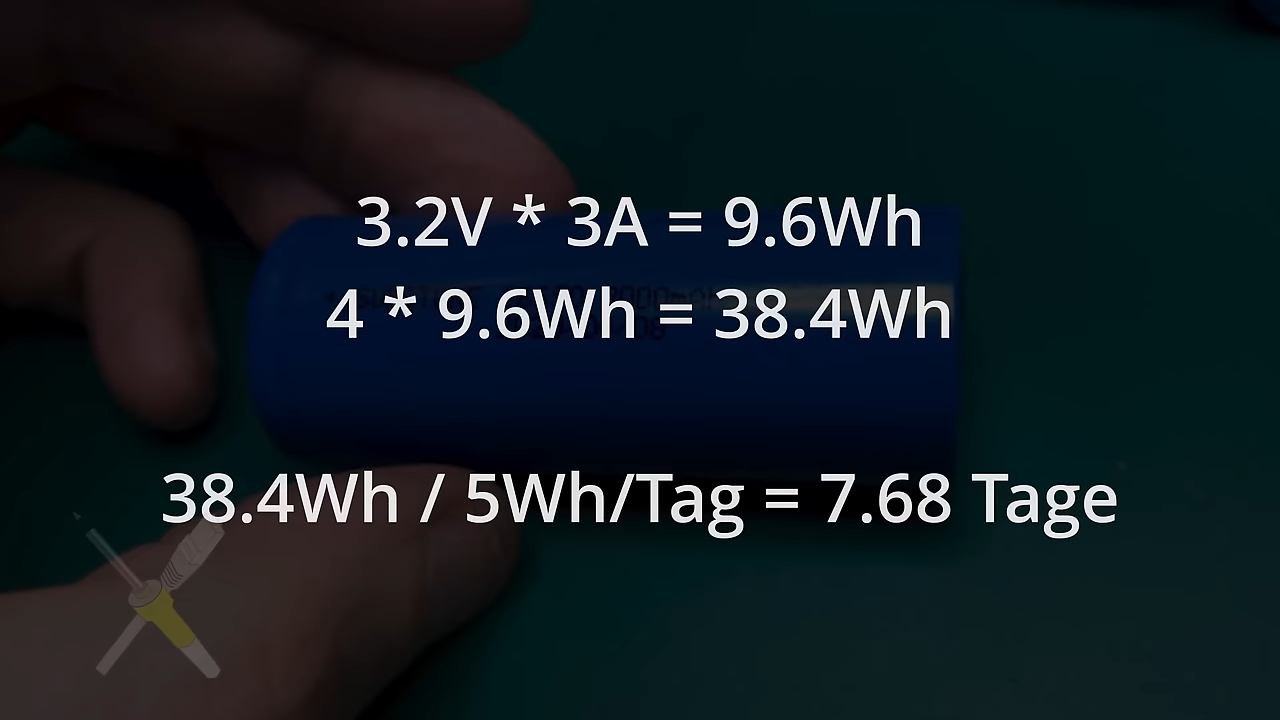 3.2V * 3A = 9.6Wh
4 * 9.6Wh = 38.4Wh
38.4Wh / 5Wh/Tag = 7.68 Tage